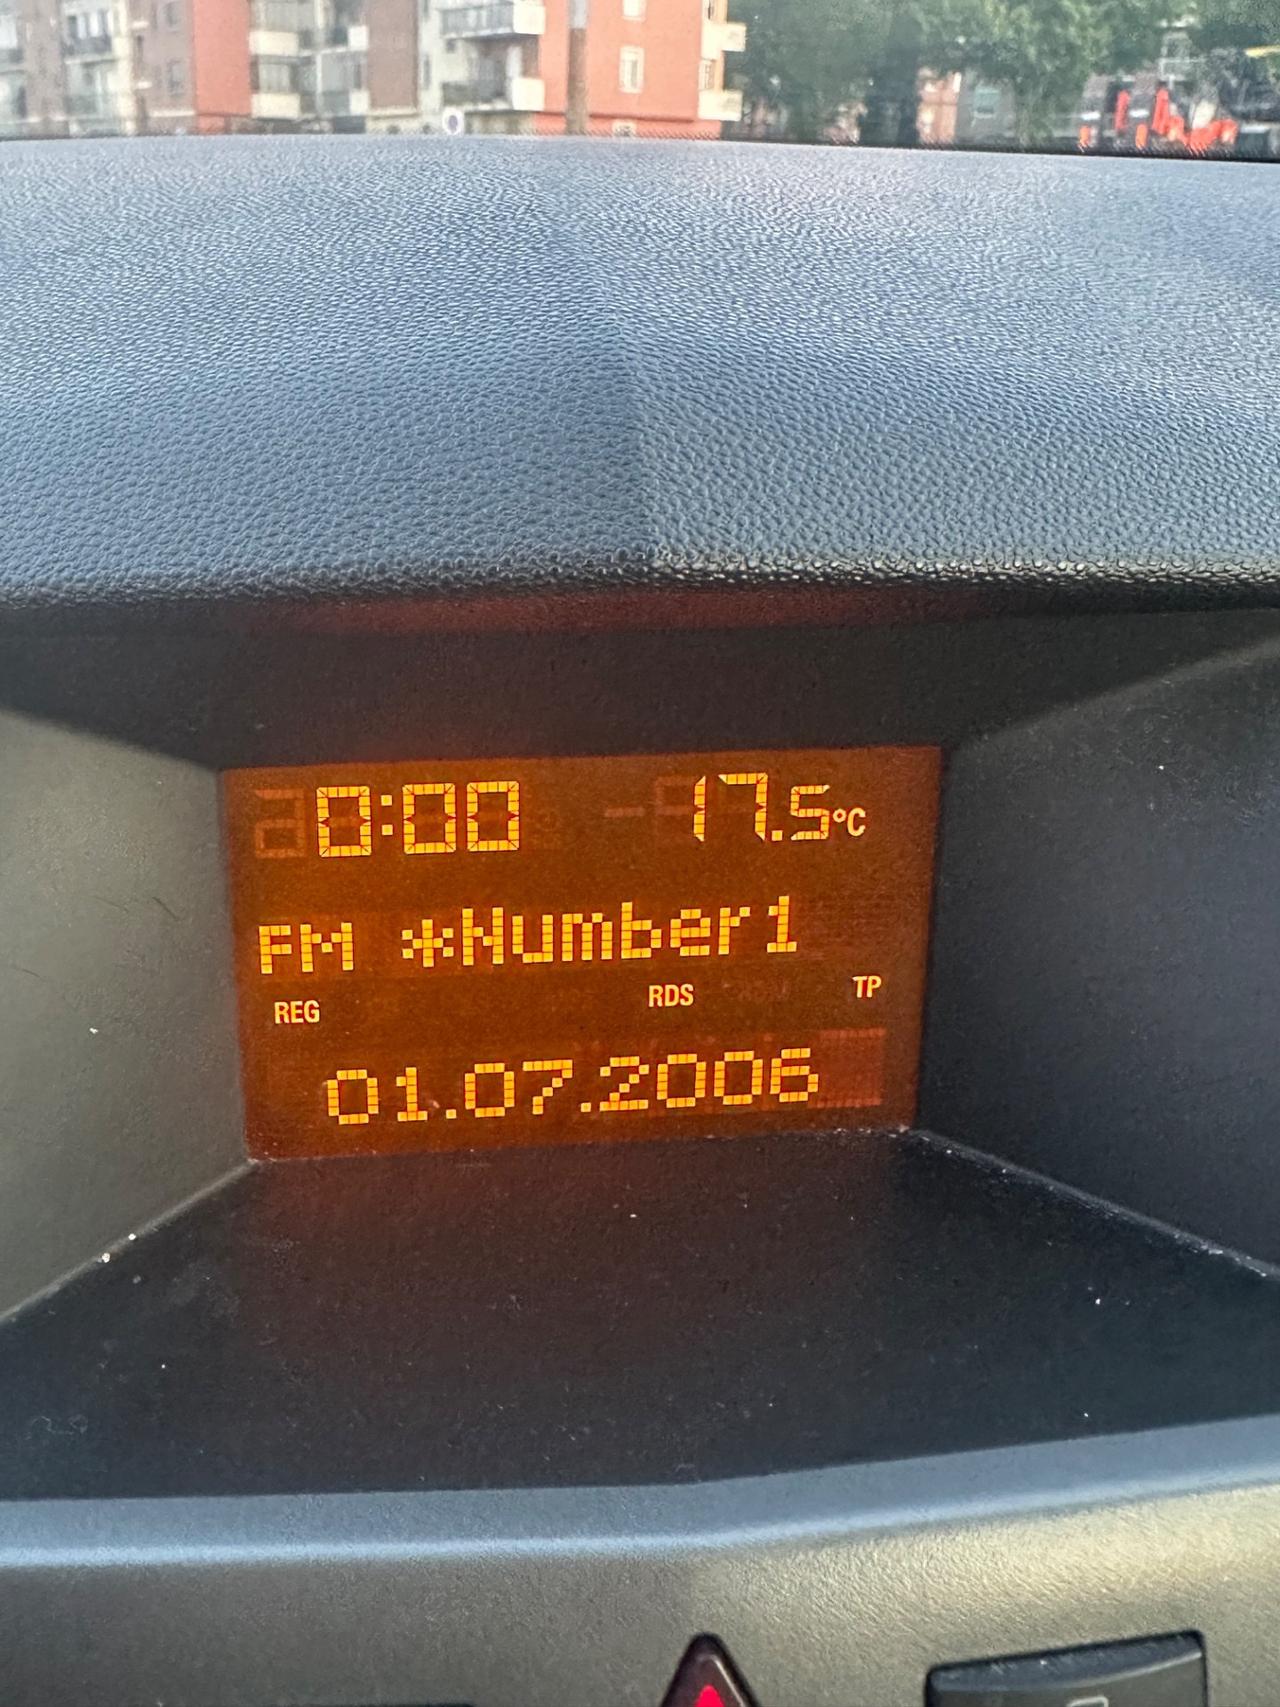 0:00 17.5°C
FM *Number1
REG RDS TP
01.07.2006